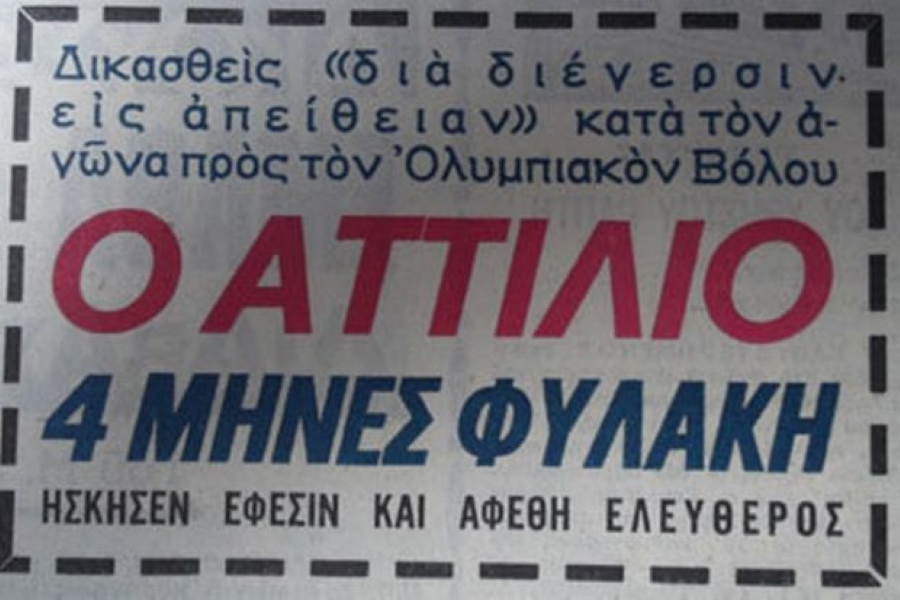 Δικασθεὶς «διὰ διέγερσιν
εἰς ἀπείθειαν» κατὰ τὸν ἀ-
γῶνα πρὸς τὸν Ὀλυμπιακὸν Βόλου
Ο ΑΤΤΙΛΙΟ
4 ΜΗΝΕΣ ΦΥΛΑΚΗ
ΗΣΚΗΣΕΝ ΕΦΕΣΙΝ ΚΑΙ ΑΦΕΘΗ ΕΛΕΥΘΕΡΟΣ